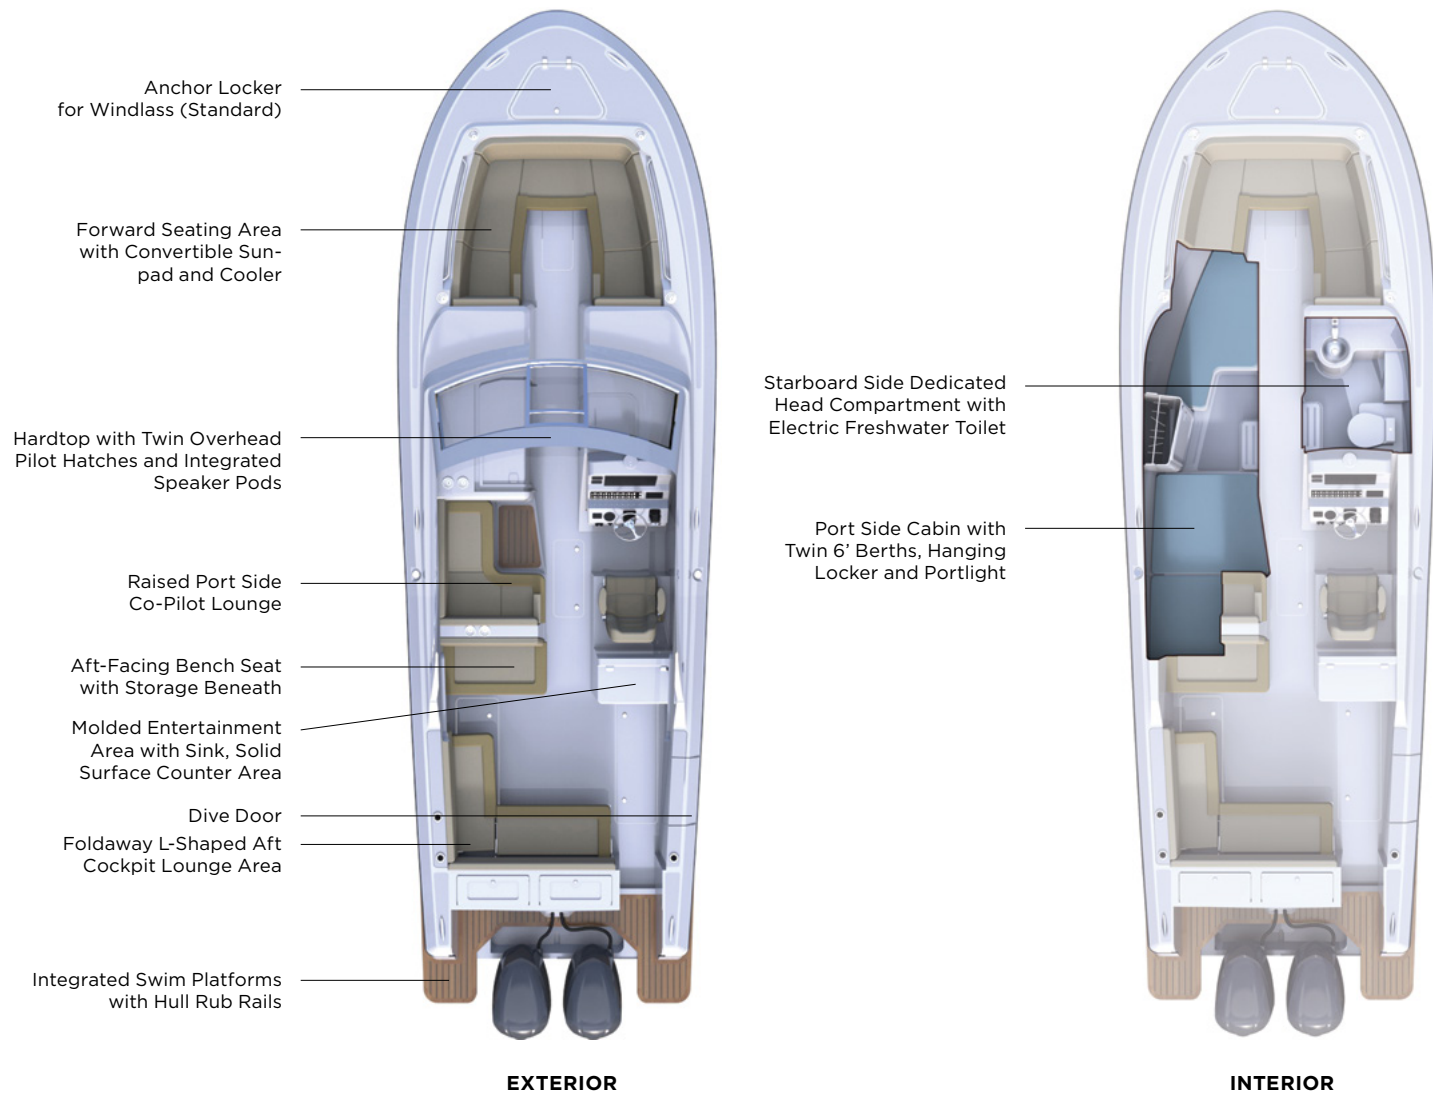 Anchor Locker
for Windlass (Standard)
Forward Seating Area
with Convertible Sun-
pad and Cooler
Hardtop with Twin Overhead
Pilot Hatches and Integrated
Speaker Pods
Raised Port Side
Co-Pilot Lounge
Aft-Facing Bench Seat
with Storage Beneath
Molded Entertainment
Area with Sink, Solid
Surface Counter Area
Dive Door
Foldaway L-Shaped Aft
Cockpit Lounge Area
Integrated Swim Platforms
with Hull Rub Rails
EXTERIOR
Starboard Side Dedicated
Head Compartment with
Electric Freshwater Toilet
Port Side Cabin with
Twin 6’ Berths, Hanging
Locker and Portlight
INTERIOR